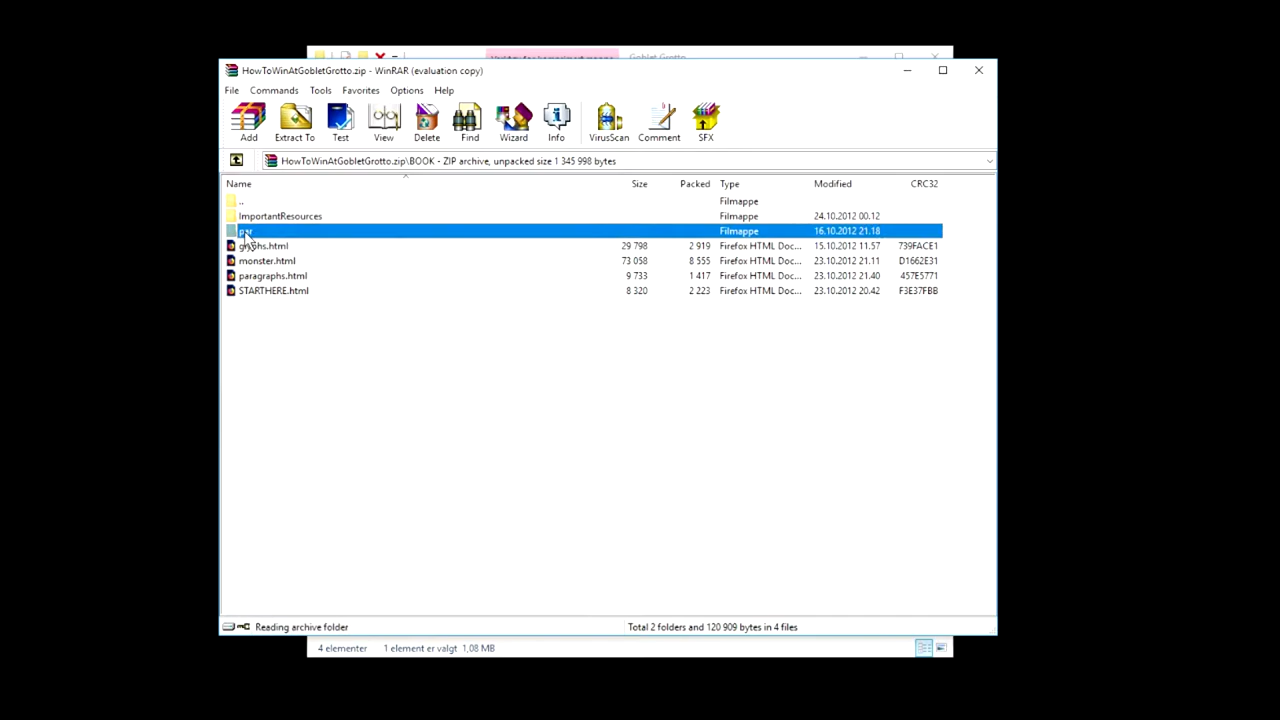 Goblet Grotto
HowToWinAtGobletGrotto.zip - WinRAR (evaluation copy)
File Commands Tools Favorites Options Help
Add Extract To Test View Delete Find Wizard Info VirusScan Comment SFX
HowToWinAtGobletGrotto.zip\BOOK - ZIP archive, unpacked size 1 345 998 bytes
Name Size Packed Type Modified CRC32
.. Filmappe
ImportantResources Filmappe 24.10.2012 00.12
Filmappe 16.10.2012 21.18
29 798 2 919 Firefox HTML Doc... 15.10.2012 11.57 739FACE1
monster.html 73 058 8 555 Firefox HTML Doc... 23.10.2012 21.11 D1662E31
paragraphs.html 9 733 1 417 Firefox HTML Doc... 23.10.2012 21.40 457E5771
STARTHERE.html 8 320 2 223 Firefox HTML Doc... 23.10.2012 20.42 F3E37FBB
Reading archive folder Total 2 folders and 120 909 bytes in 4 files
4 elementer 1 element er valgt 1,08 MB